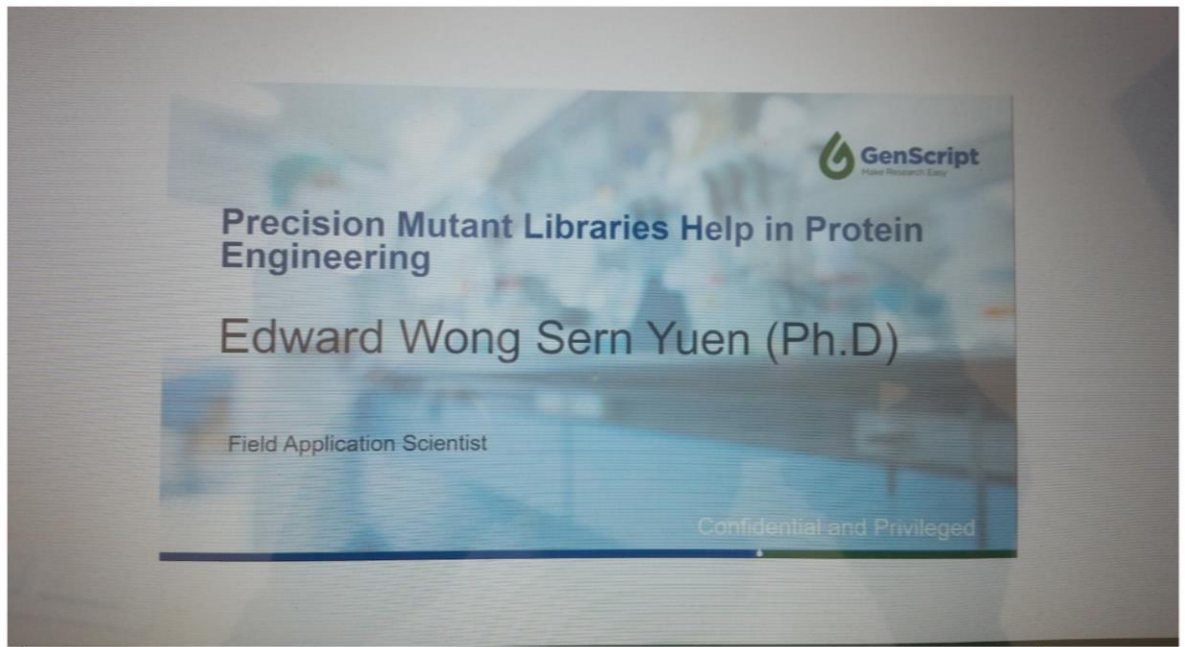 GenScript
Make Research Easy
Precision Mutant Libraries Help in Protein
Engineering
Edward Wong Sern Yuen (Ph.D)
Field Application Scientist
Confidential and Privileged